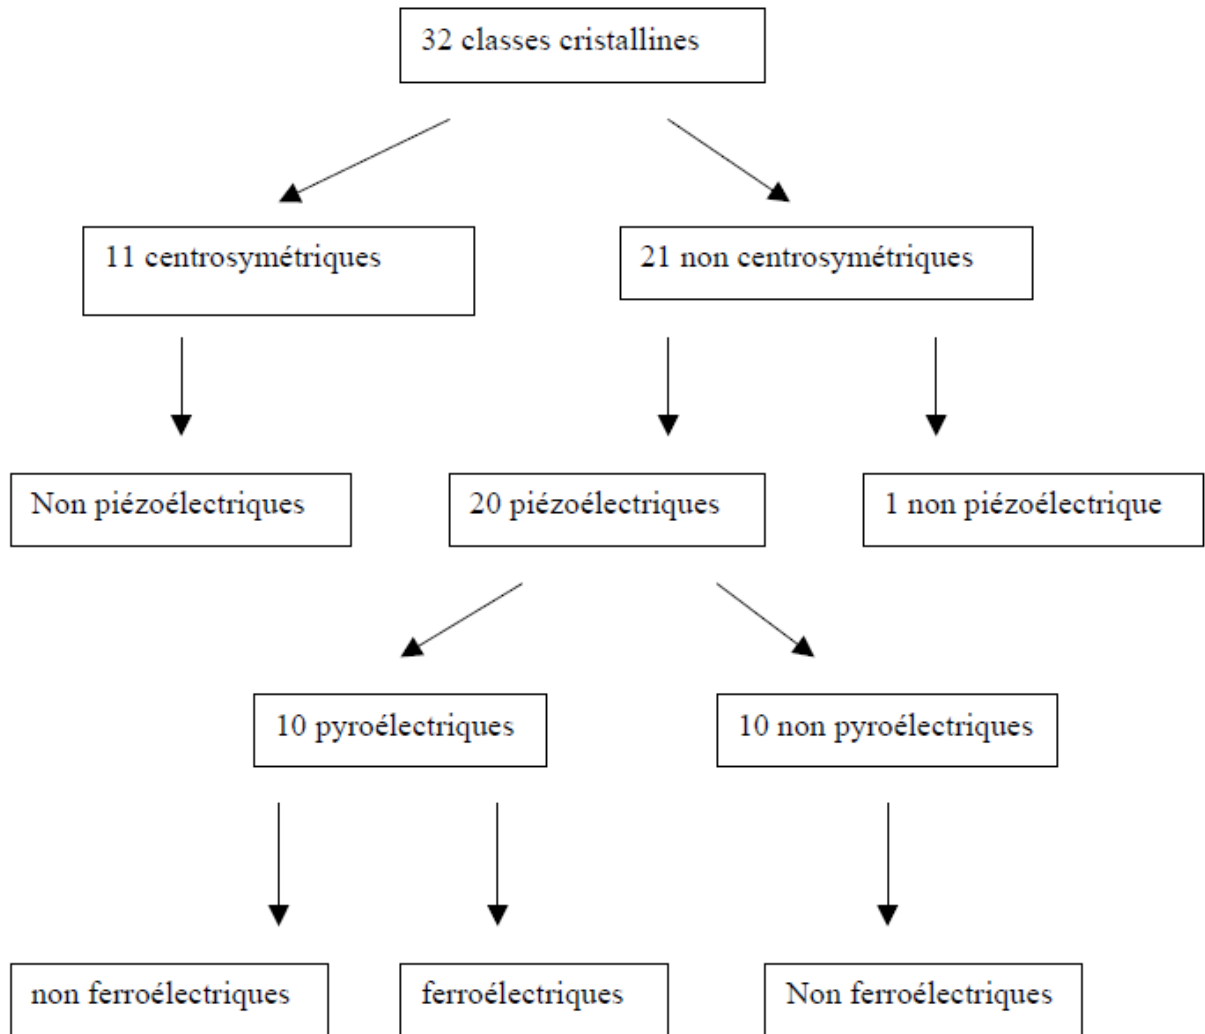 32 classes cristallines
11 centrosymétriques
21 non centrosymétriques
Non piézoélectriques
20 piézoélectriques
1 non piézoélectrique
10 pyroélectriques
10 non pyroélectriques
non ferroélectriques
ferroélectriques
Non ferroélectriques